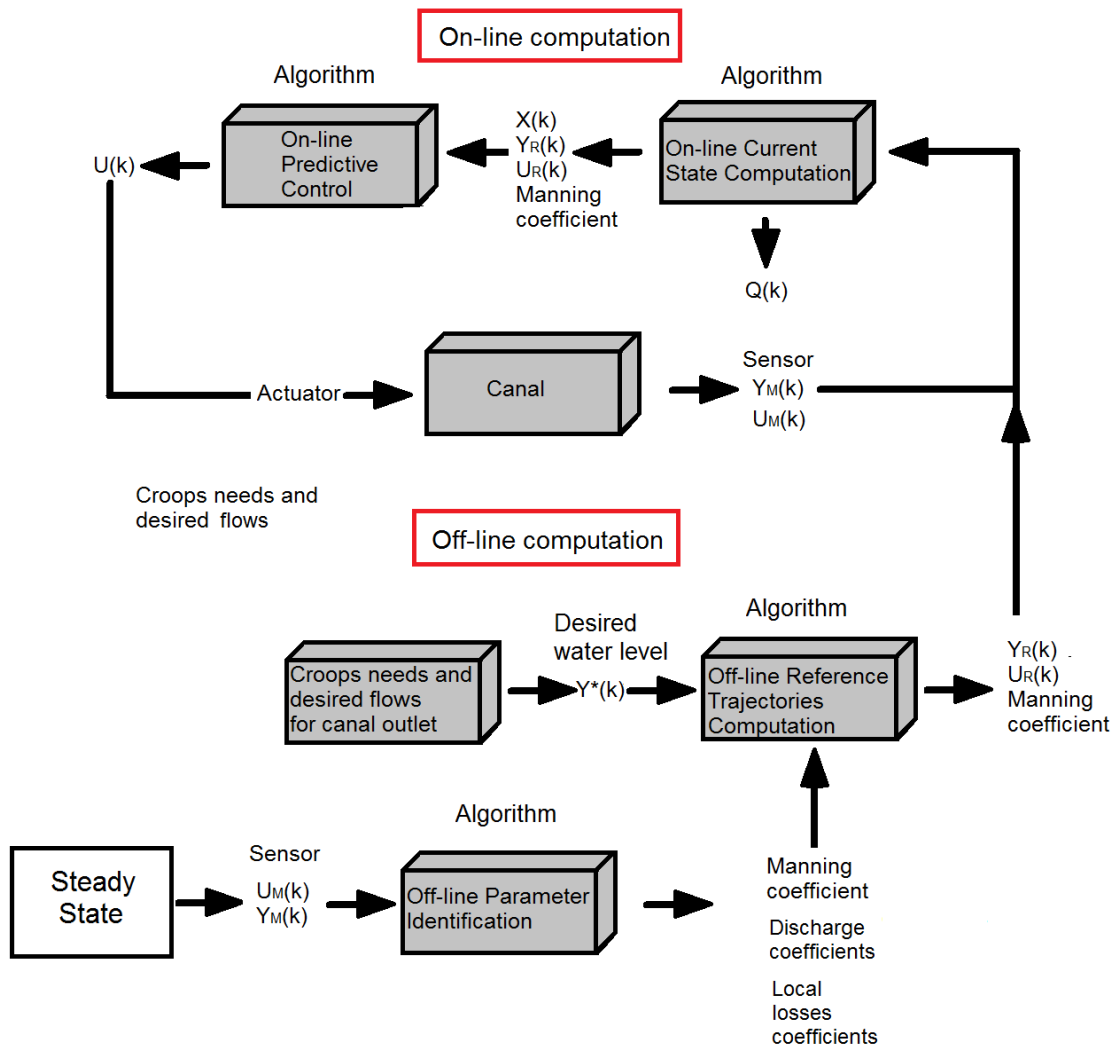 On-line computation
Algorithm
Algorithm
On-line
Predictive
Control
X(k)
YR(k)
UR(k)
Manning
coefficient
On-line Current
State Computation
U(k)
Q(k)
Actuator
Canal
Sensor
YM(k)
UM(k)
Croops needs and
desired flows
Off-line computation
Algorithm
Desired
water level
Y*(k)
Croops needs and
desired flows
for canal outlet
Off-line Reference
Trajectories
Computation
YR(k)
UR(k)
Manning
coefficient
Algorithm
Steady
State
Sensor
UM(k)
YM(k)
Off-line Parameter
Identification
Manning
coefficient
Discharge
coefficients
Local
losses
coefficients